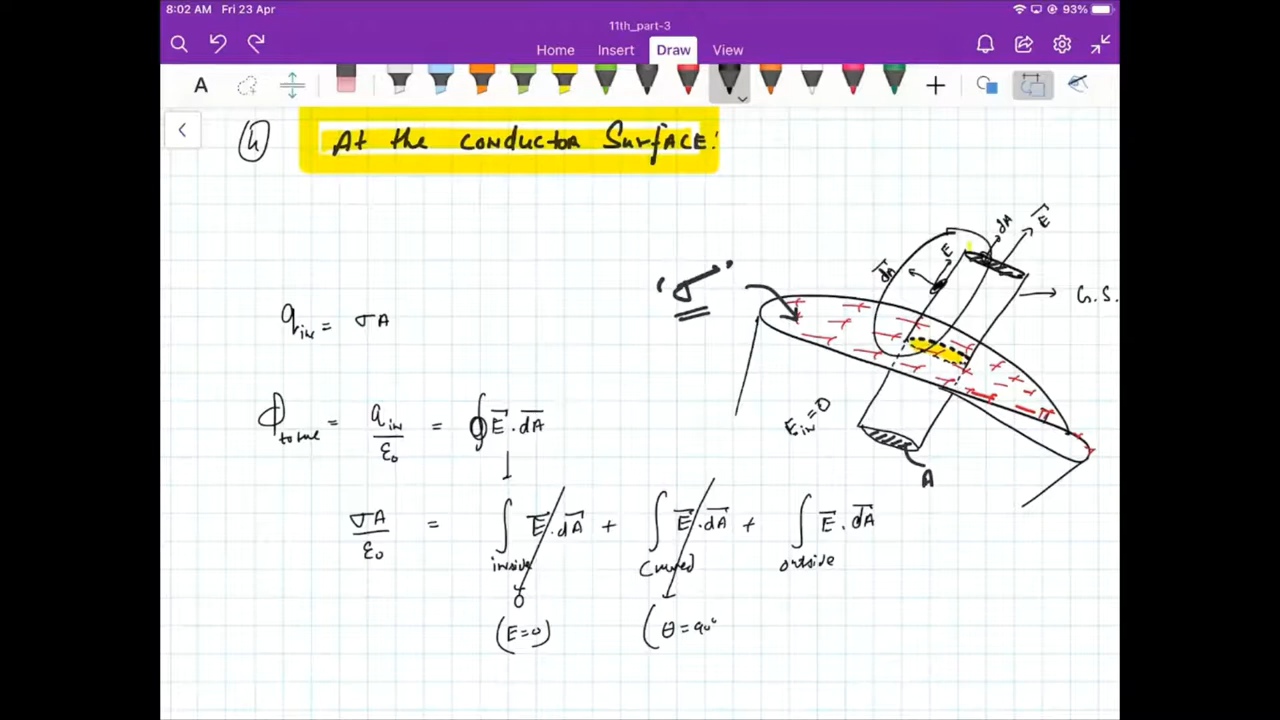 8:02 AM Fri 23 Apr
93%
11th_part-3
Home Insert Draw View
A
(h) At the conductor Surface:
dA
E
E
dA
"σ"
G.S.
q_in = σA
E_in = 0
ϕ = q_in/ε₀ = ∮ E⃗ . dA⃗
A
σA/ε₀ = ∫ E⃗ . dA⃗ + ∫ E⃗ . dA⃗ + ∫ E⃗ . dA⃗
inside curved outside
0
(E=0) (θ = 90°